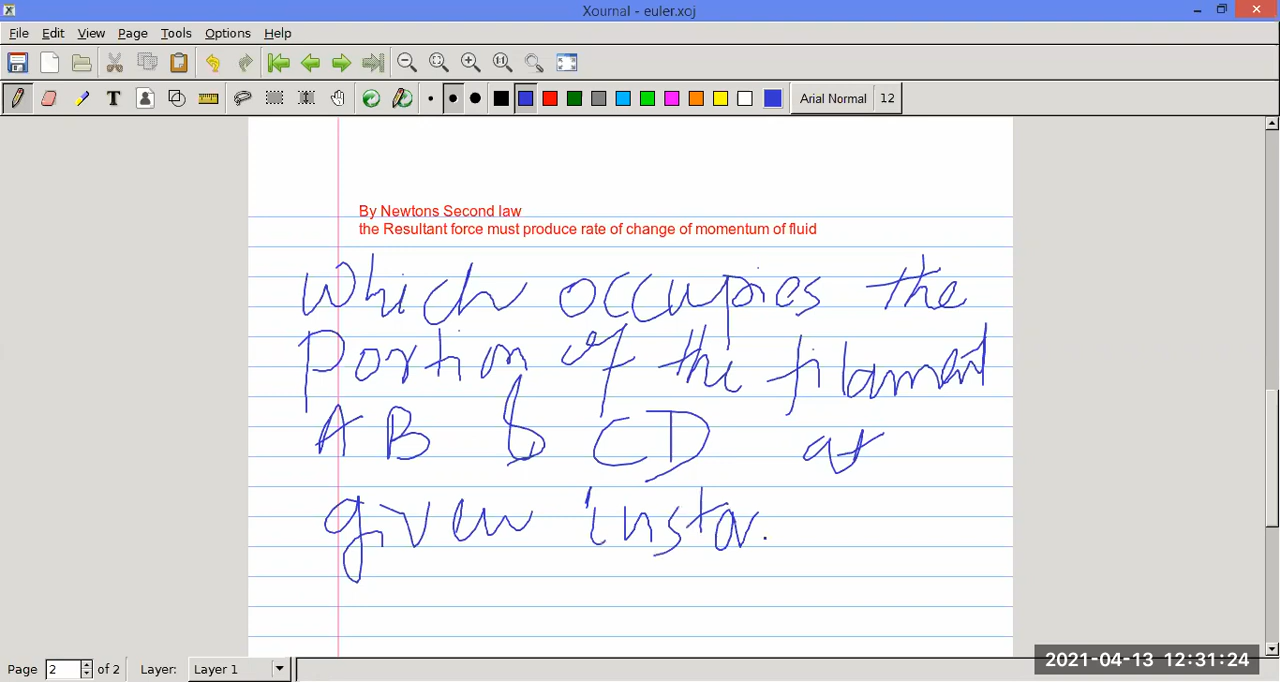 Xournal - euler.xoj
File Edit View Page Tools Options Help
Arial Normal 12
By Newtons Second law
the Resultant force must produce rate of change of momentum of fluid
Which occupies the
Portion of the filament
AB & CD at
given instan
Page 2 of 2 Layer: Layer 1
2021-04-13 12:31:24